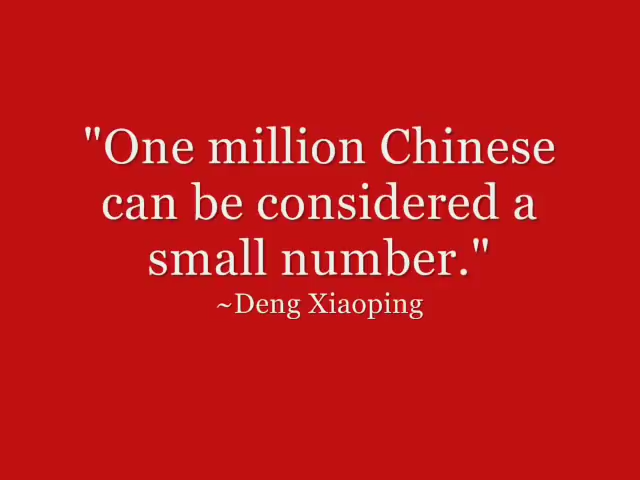 "One million Chinese
can be considered a
small number."
~Deng Xiaoping